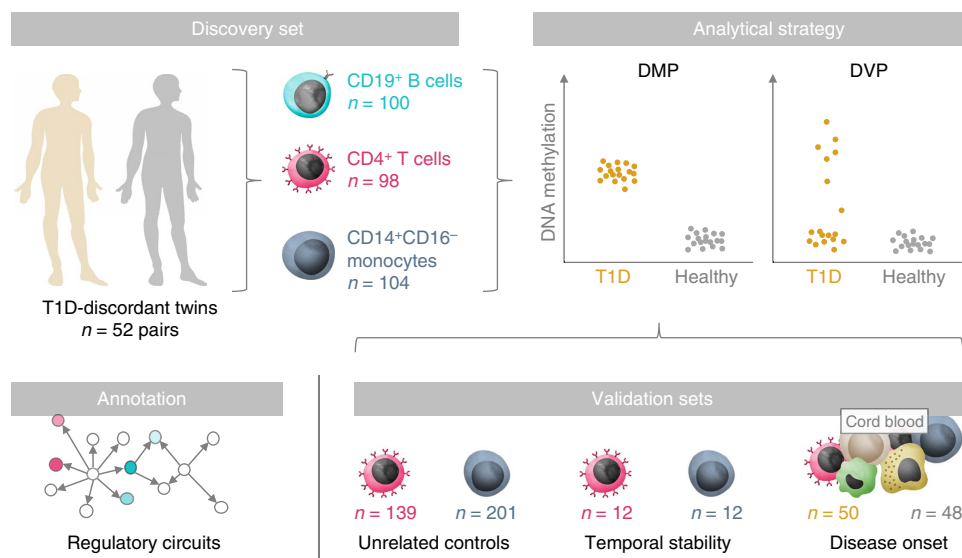 Discovery set
CD19⁺ B cells
n = 100
CD4⁺ T cells
n = 98
CD14⁺CD16⁻
monocytes
n = 104
T1D-discordant twins
n = 52 pairs
Analytical strategy
DMP
DVP
DNA methylation
T1D
Healthy
T1D
Healthy
Annotation
Regulatory circuits
Validation sets
n = 139
n = 201
Unrelated controls
n = 12
n = 12
Temporal stability
Cord blood
n = 50
n = 48
Disease onset